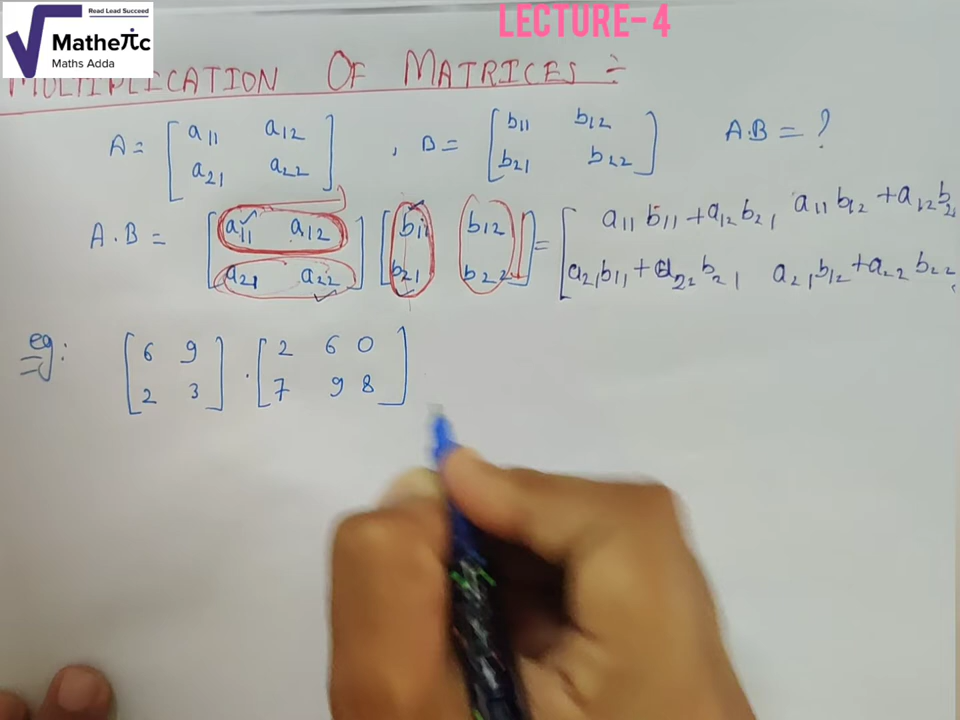 LECTURE-4
Read Lead Succeed
Mathetic
Maths Adda
MULTIPLICATION OF MATRICES :-
A = [ a11 a12 , B = [ b11 b12 ] A.B = ?
a21 a22 ] b21 b22
A.B = [ a11 a12 ] [ b11 b12 ] = [ a11 b11 + a12 b21 a11 b12 + a12 b2
a21 a22 b21 b22 a21 b11 + a22 b21 a21 b12 + a22 b22
eg: [ 6 9 ] . [ 2 6 0 ]
2 3 7 9 8